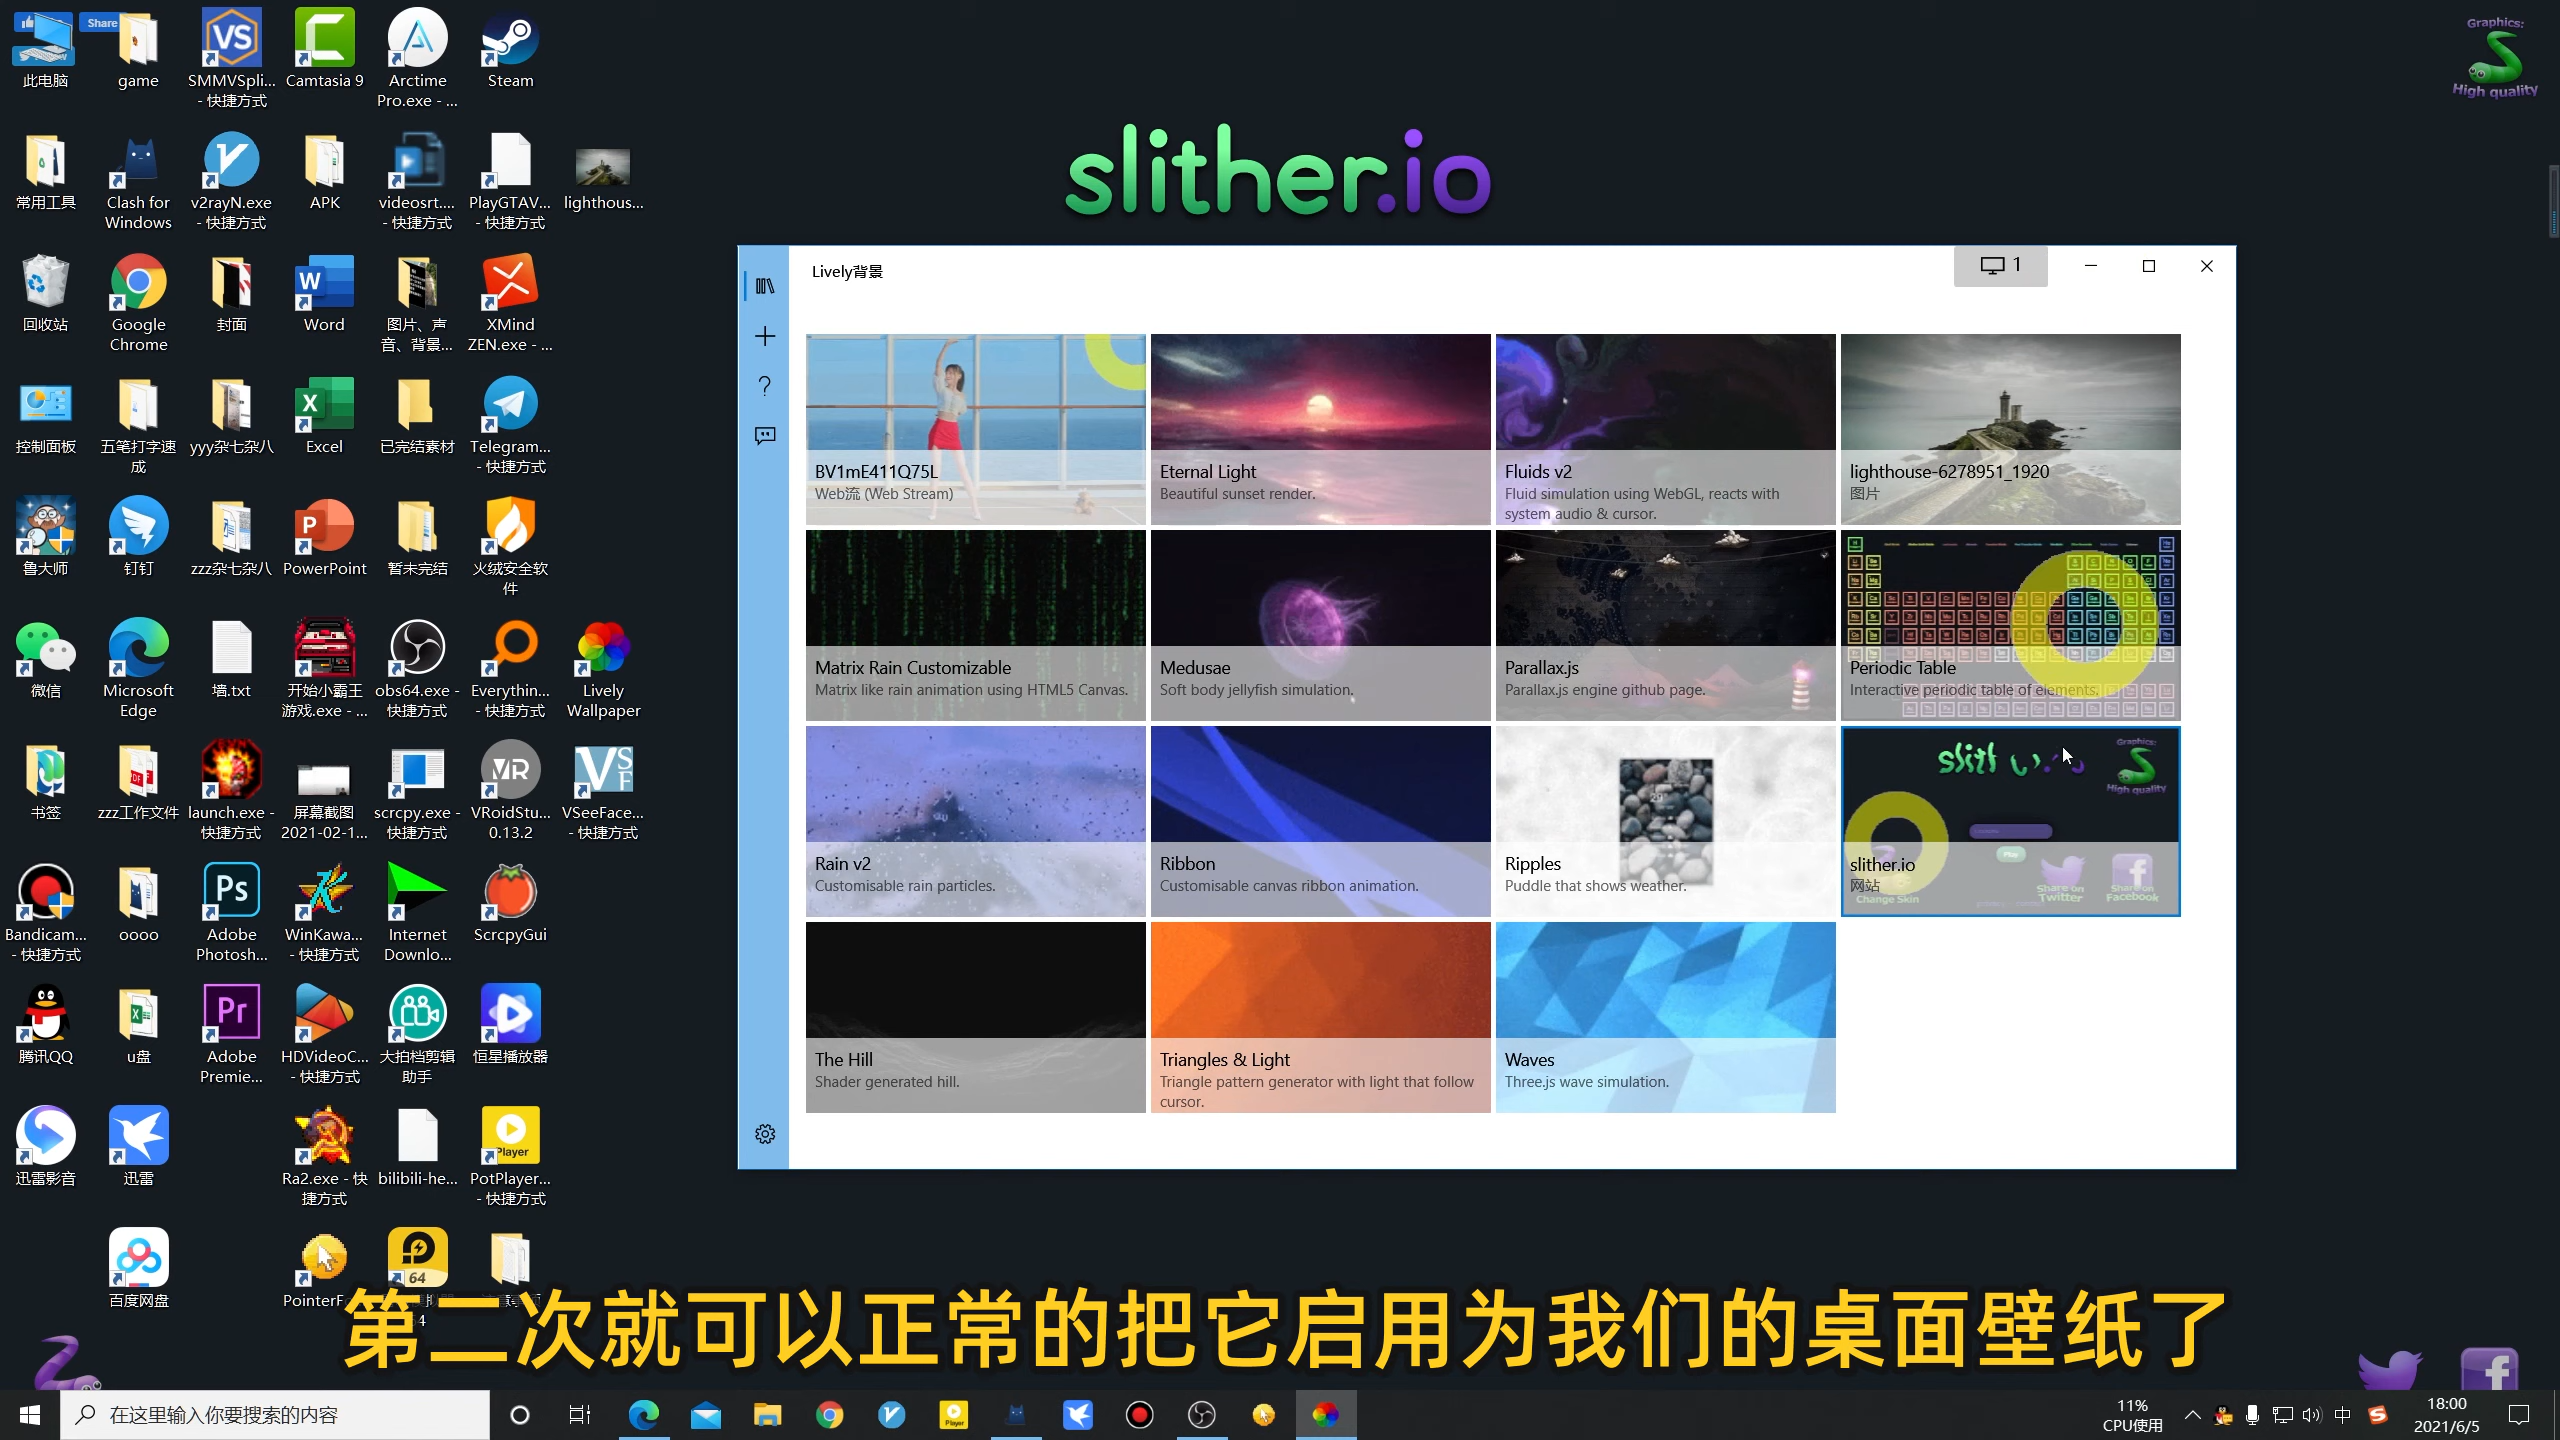 Share
此电脑
game
SMMVSpli...
- 快捷方式
Camtasia 9
Arctime
Pro.exe - ...
Steam
常用工具
Clash for
Windows
v2rayN.exe
- 快捷方式
APK
videosrt....
- 快捷方式
PlayGTAV...
- 快捷方式
lighthous...
回收站
Google
Chrome
封面
Word
图片、声
音、背景...
XMind
ZEN.exe - ...
控制面板
五笔打字速
成
yyy杂七杂八
Excel
已完结素材
Telegram...
- 快捷方式
鲁大师
钉钉
zzz杂七杂八
PowerPoint
暂未完结
火绒安全软
件
微信
Microsoft
Edge
墙.txt
开始小霸王
游戏.exe - ...
obs64.exe -
快捷方式
Everythin...
- 快捷方式
Lively
Wallpaper
书签
zzz工作文件
launch.exe -
快捷方式
屏幕截图
2021-02-1...
scrcpy.exe -
快捷方式
VRoidStu...
0.13.2
VSeeFace...
- 快捷方式
Bandicam...
- 快捷方式
oooo
Adobe
Photosh...
WinKawa...
- 快捷方式
Internet
Downlo...
ScrcpyGui
腾讯QQ
u盘
Adobe
Premie...
HDVideoC...
- 快捷方式
大拍档剪辑
助手
恒星播放器
迅雷影音
迅雷
Ra2.exe - 快
捷方式
bilibili-he...
PotPlayer...
- 快捷方式
百度网盘
slither.io
Graphics:
High quality
Lively背景
1
BV1mE411Q75L
Web流 (Web Stream)
Eternal Light
Beautiful sunset render.
Fluids v2
Fluid simulation using WebGL, reacts with
system audio & cursor.
lighthouse-6278951_1920
图片
Matrix Rain Customizable
Matrix like rain animation using HTML5 Canvas.
Medusae
Soft body jellyfish simulation.
Parallax.js
Parallax.js engine github page.
Periodic Table
Interactive periodic table of elements.
Rain v2
Customisable rain particles.
Ribbon
Customisable canvas ribbon animation.
Ripples
Puddle that shows weather.
Graphics:
High quality
slither.io
网站
Play
Change Skin
Share on
Twitter
Share on
Facebook
The Hill
Shader generated hill.
Triangles & Light
Triangle pattern generator with light that follow
cursor.
Waves
Three.js wave simulation.
第二次就可以正常的把它启用为我们的桌面壁纸了
在这里输入你要搜索的内容
11%
CPU使用
中
18:00
2021/6/5